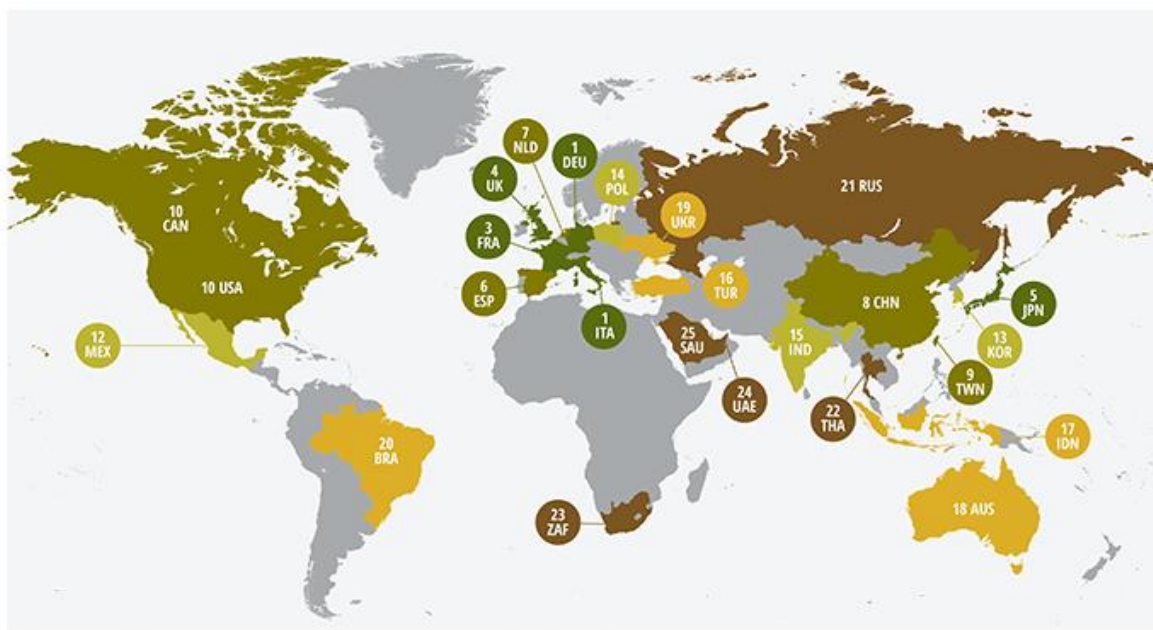 7
NLD
1
DEU
4
UK
14
POL
21 RUS
10
CAN
19
UKR
3
FRA
10 USA
6
ESP
16
TUR
8 CHN
5
JPN
12
MEX
1
ITA
25
SAU
15
IND
13
KOR
9
TWN
24
UAE
22
THA
20
BRA
17
IDN
18 AUS
23
ZAF